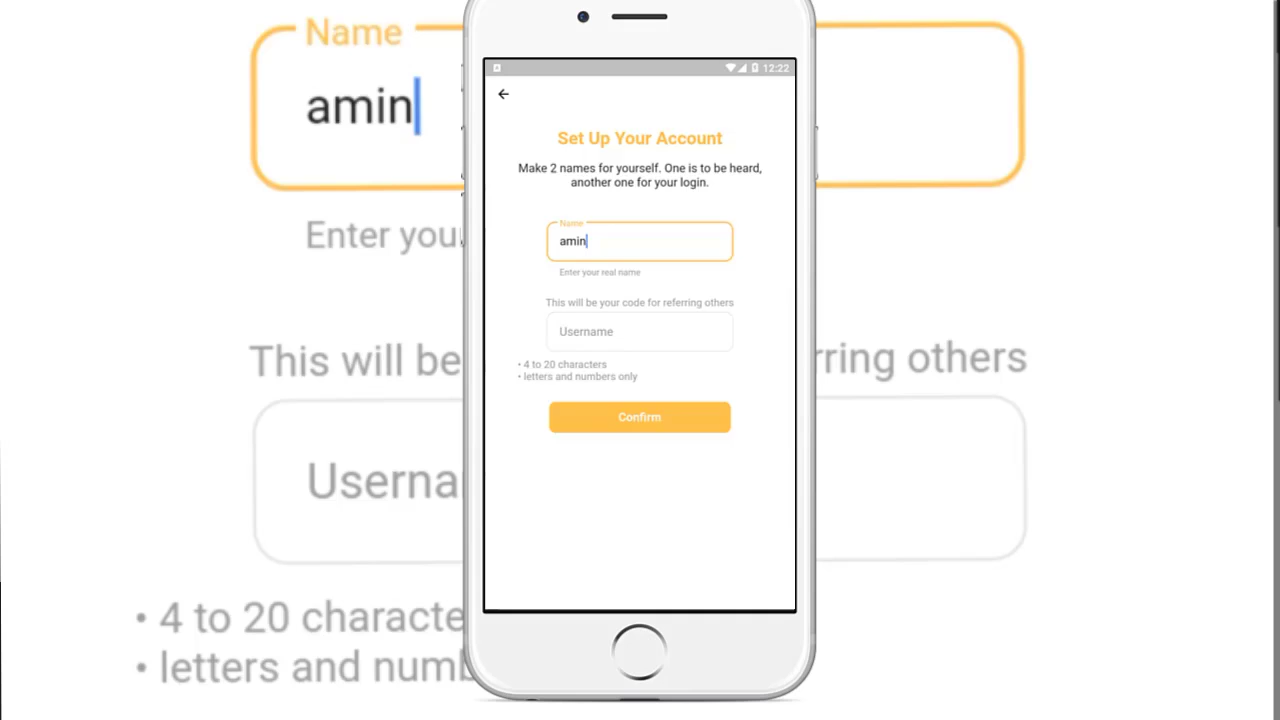 12:22
Set Up Your Account
Make 2 names for yourself. One is to be heard,
another one for your login.
Name
amin
Enter your real name
This will be your code for referring others
Username
• 4 to 20 characters
• letters and numbers only
Confirm
Name
amin
Enter you
This will be
rring others
Userna
• 4 to 20 characte
• letters and numb